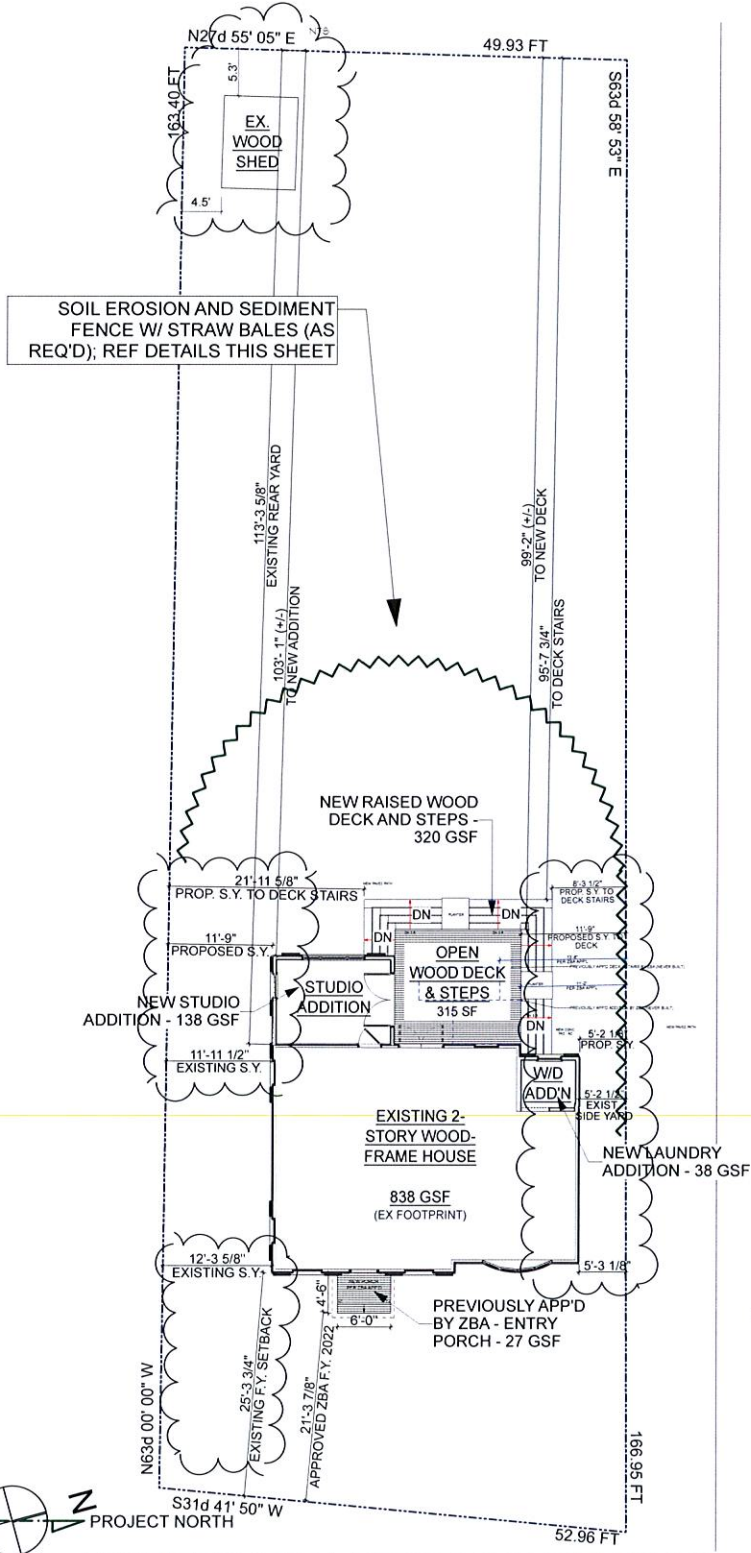 N27d 55' 05" E
49.93 FT
163.40 FT
S63d 58' 53" E
5.3'
EX.
WOOD
SHED
4.5'
SOIL EROSION AND SEDIMENT
FENCE W/ STRAW BALES (AS
REQ'D); REF DETAILS THIS SHEET
113'-3 5/8"
EXISTING REAR YARD
103'- 1" (+/-)
TO NEW ADDITION
99'-2" (+/-)
TO NEW DECK
95'-7 3/4"
TO DECK STAIRS
NEW RAISED WOOD
DECK AND STEPS -
320 GSF
21'-11 5/8"
PROP. S.Y. TO DECK STAIRS
8'-3 1/2"
PROP. S.Y. TO
DECK STAIRS
DN
PLANTER
DN
DN
11'-9"
PROPOSED S.Y.
11'-9"
PROPOSED S.Y. TO
DECK
OPEN
WOOD DECK
& STEPS
315 SF
STUDIO
ADDITION
NEW STUDIO
ADDITION - 138 GSF
PLANTER
DN
11'-11 1/2"
EXISTING S.Y.
5'-2 1/2"
PROP. S.Y.
W/D
ADD'N
5'-2 1/2"
EXIST
SIDE YARD
EXISTING 2-
STORY WOOD-
FRAME HOUSE
838 GSF
(EX FOOTPRINT)
NEW LAUNDRY
ADDITION - 38 GSF
12'-3 5/8"
EXISTING S.Y.
5'-3 1/8"
4'-6"
6'-0"
PREVIOUSLY APP'D
BY ZBA - ENTRY
PORCH - 27 GSF
25'-3 3/4"
EXISTING F.Y. SETBACK
21'-3 7/8"
APPROVED ZBA F.Y. 2022
N63d 00' 00" W
166.95 FT
S31d 41' 50" W
52.96 FT
N
PROJECT NORTH